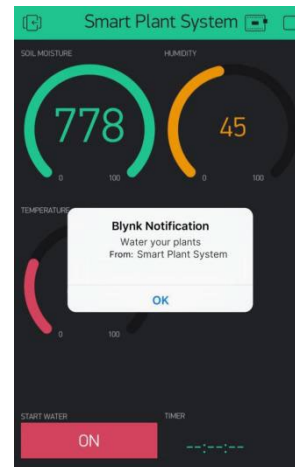 Smart Plant System
SOIL MOISTURE
HUMIDITY
778
45
0
100
0
100
TEMPERATURE
Blynk Notification
Water your plants
From: Smart Plant System
OK
0
100
START WATER
TIMER
ON
--:--:--